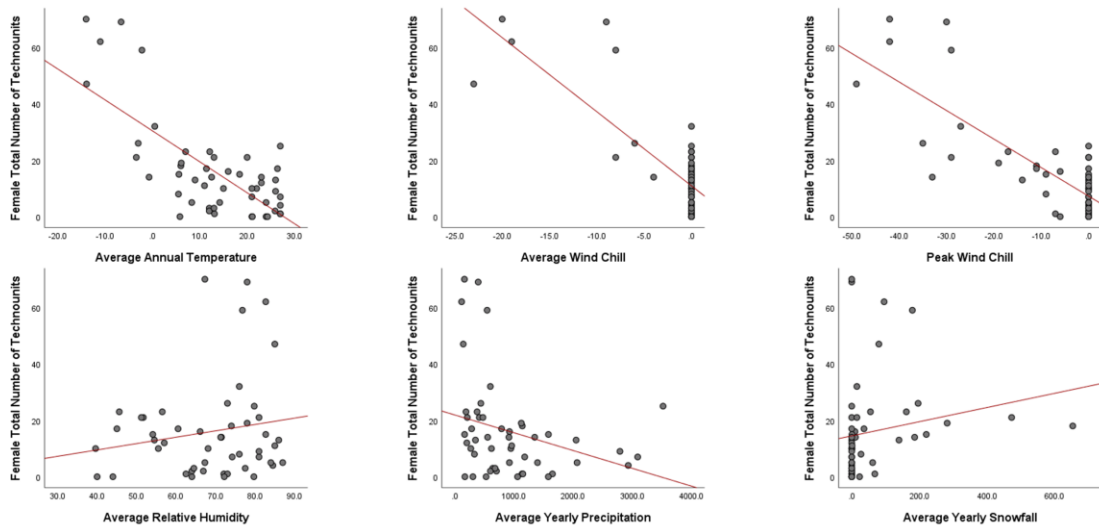 Female Total Number of Technounits
60
40
20
0
-20.0 -10.0 .0 10.0 20.0 30.0
Average Annual Temperature
Female Total Number of Technounits
60
40
20
0
-25.0 -20.0 -15.0 -10.0 -5.0 .0
Average Wind Chill
Female Total Number of Technounits
60
40
20
0
-50.0 -40.0 -30.0 -20.0 -10.0 .0
Peak Wind Chill
Female Total Number of Technounits
60
40
20
0
30.0 40.0 50.0 60.0 70.0 80.0 90.0
Average Relative Humidity
Female Total Number of Technounits
60
40
20
0
.0 1000.0 2000.0 3000.0 4000.0
Average Yearly Precipitation
Female Total Number of Technounits
60
40
20
0
.0 200.0 400.0 600.0
Average Yearly Snowfall